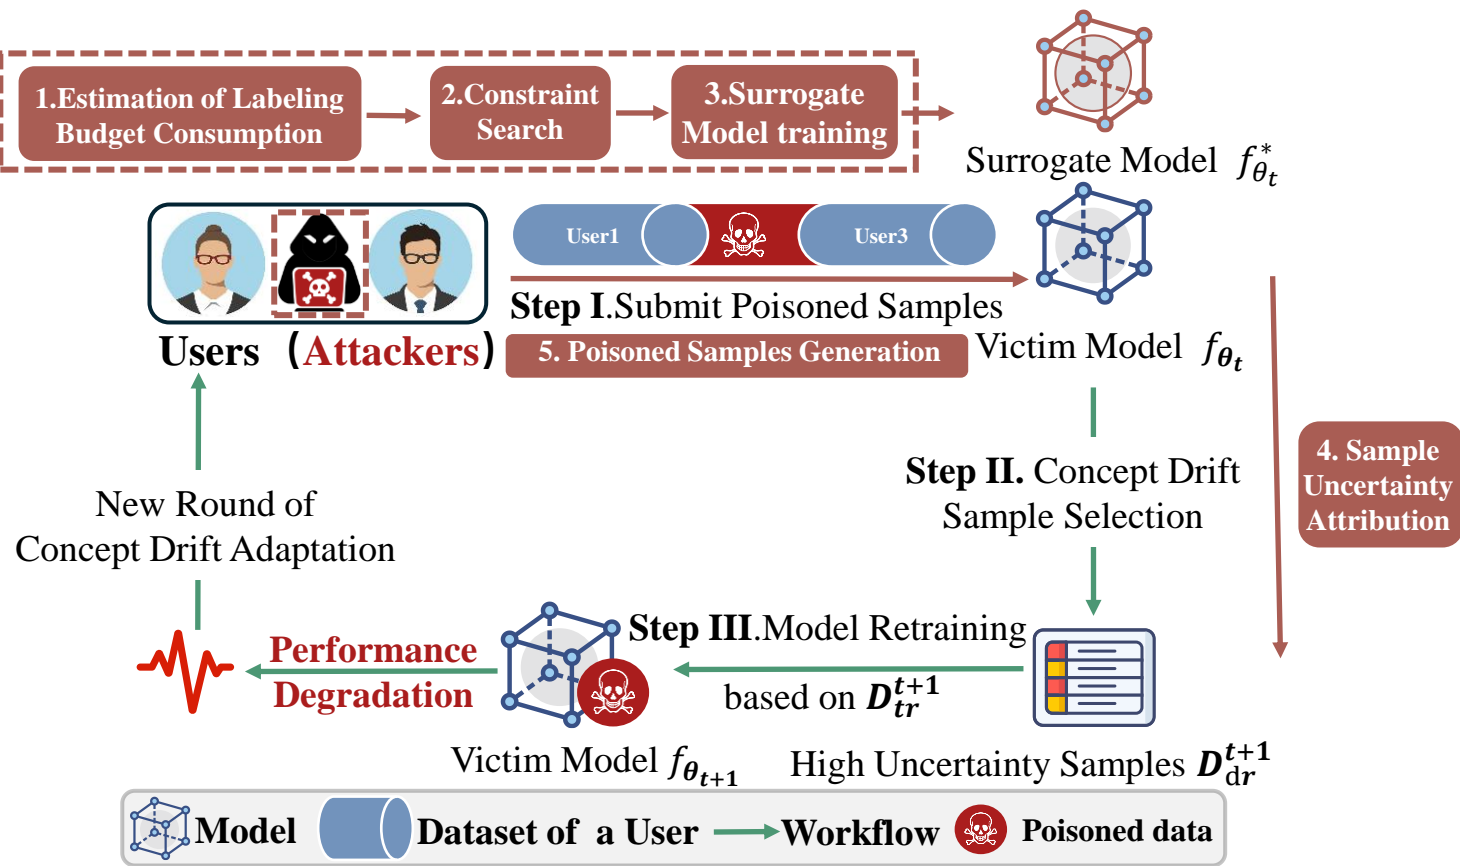 1.Estimation of Labeling
Budget Consumption
2.Constraint
Search
3.Surrogate
Model training
Surrogate Model f*θt
User1
User3
Step I.Submit Poisoned Samples
Users (Attackers)
5. Poisoned Samples Generation
Victim Model fθt
4. Sample
Uncertainty
Attribution
Step II. Concept Drift
Sample Selection
New Round of
Concept Drift Adaptation
Step III.Model Retraining
based on D^{t+1}_{tr}
Performance
Degradation
Victim Model f_{θ_{t+1}}
High Uncertainty Samples D^{t+1}_{dr}
Model
Dataset of a User
Workflow
Poisoned data